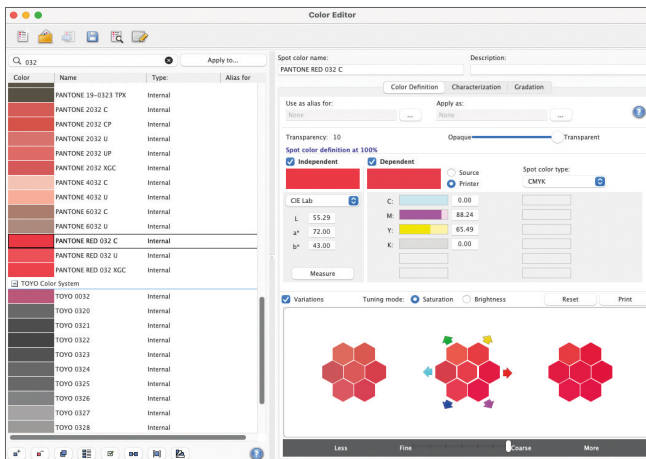 Color Editor
032
Apply to...
Color Name Type: Alias for
PANTONE 19-0323 TPX Internal
PANTONE 2032 C Internal
PANTONE 2032 CP Internal
PANTONE 2032 U Internal
PANTONE 2032 UP Internal
PANTONE 2032 XGC Internal
PANTONE 4032 C Internal
PANTONE 4032 U Internal
PANTONE 6032 C Internal
PANTONE 6032 U Internal
PANTONE RED 032 C Internal
PANTONE RED 032 U Internal
PANTONE RED 032 XGC Internal
TOYO Color System
TOYO 0032 Internal
TOYO 0320 Internal
TOYO 0321 Internal
TOYO 0322 Internal
TOYO 0323 Internal
TOYO 0324 Internal
TOYO 0325 Internal
TOYO 0326 Internal
TOYO 0327 Internal
TOYO 0328 Internal
Spot color name: Description:
PANTONE RED 032 C
Color Definition Characterization Gradation
Use as alias for: Apply as:
None ... None ...
Transparency: 10 Opaque Transparent
Spot color definition at 100%
Independent Dependent
Source
Printer
Spot color type:
CMYK
CIE Lab
L 55.29
a* 72.00
b* 43.00
Measure
C: 0.00
M: 88.24
Y: 65.49
K: 0.00
Variations Tuning mode: Saturation Brightness Reset Print
Less Fine Coarse More